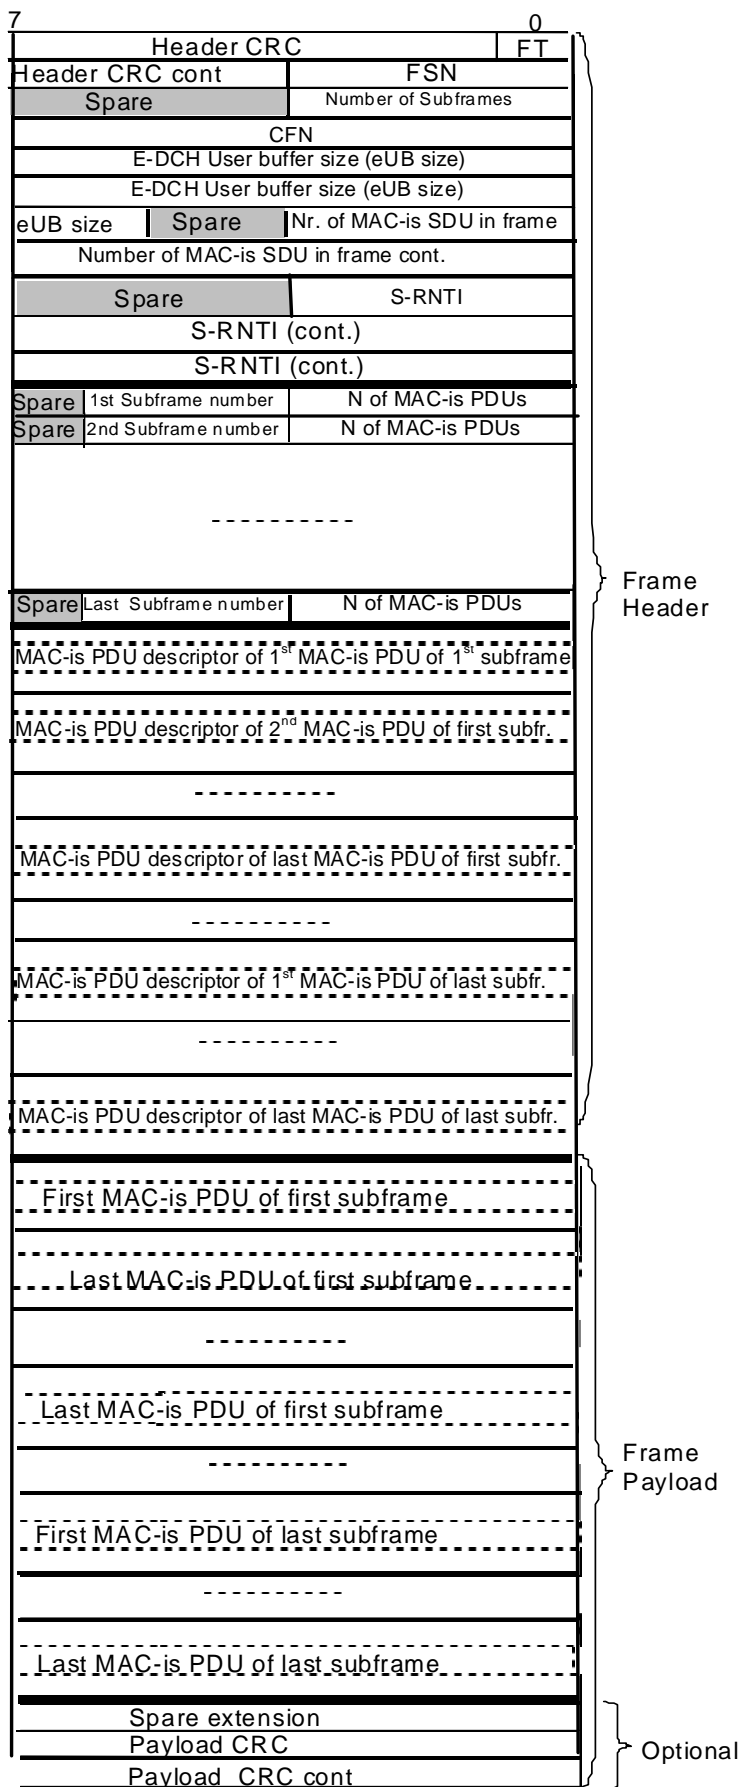 7 0
Header CRC FT
Header CRC cont FSN
Spare Number of Subframes
CFN
E-DCH User buffer size (eUB size)
E-DCH User buffer size (eUB size)
eUB size Spare Nr. of MAC-is SDU in frame
Number of MAC-is SDU in frame cont.
Spare S-RNTI
S-RNTI (cont.)
S-RNTI (cont.)
Spare 1st Subframe number N of MAC-is PDUs
Spare 2nd Subframe number N of MAC-is PDUs
Frame
Header
Spare Last Subframe number N of MAC-is PDUs
MAC-is PDU descriptor of 1st MAC-is PDU of 1st subframe
MAC-is PDU descriptor of 2nd MAC-is PDU of first subfr.
MAC-is PDU descriptor of last MAC-is PDU of first subfr.
MAC-is PDU descriptor of 1st MAC-is PDU of last subfr.
MAC-is PDU descriptor of last MAC-is PDU of last subfr.
First MAC-is PDU of first subframe
Last MAC-is PDU of first subframe
Last MAC-is PDU of first subframe
Frame
Payload
First MAC-is PDU of last subframe
Last MAC-is PDU of last subframe
Spare extension
Payload CRC
Optional
Payload CRC cont